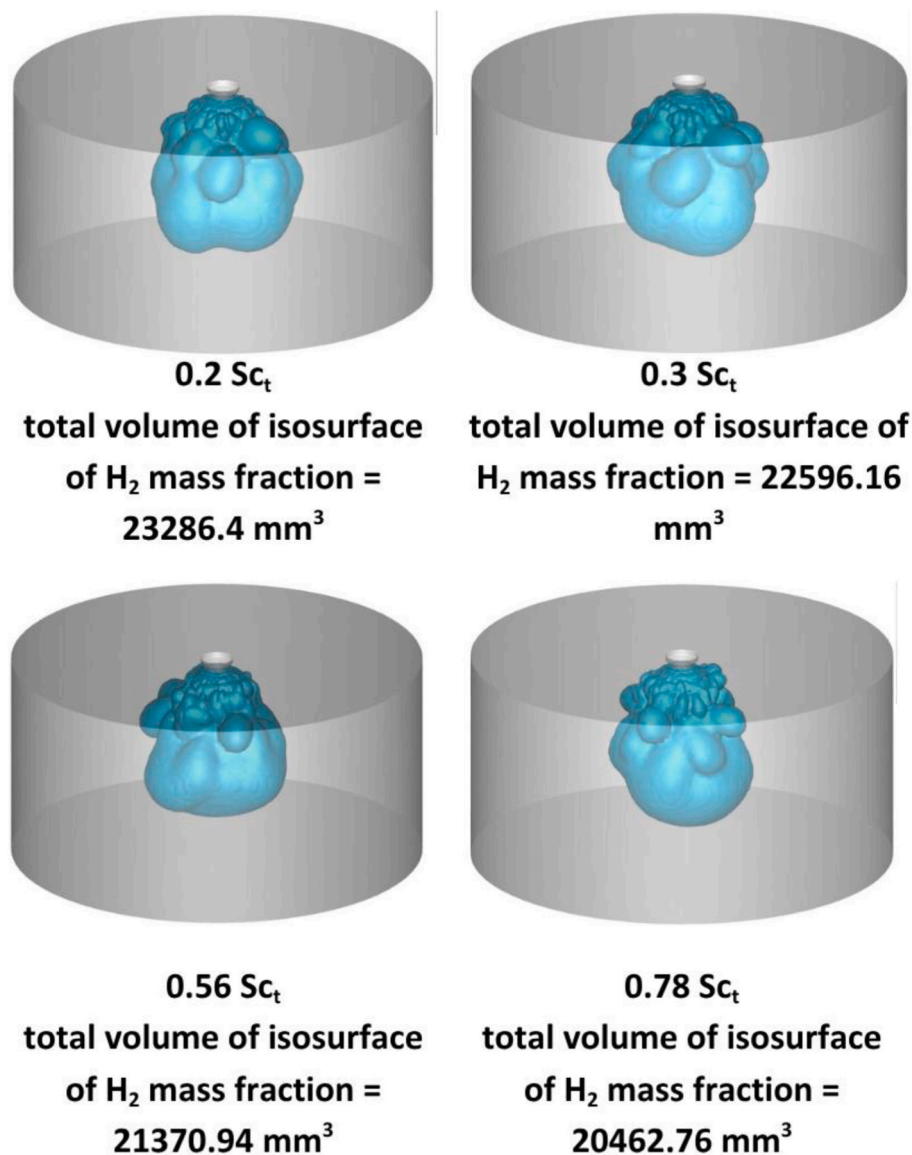 0.2 Scₜ
total volume of isosurface
of H₂ mass fraction =
23286.4 mm³
0.3 Scₜ
total volume of isosurface of
H₂ mass fraction = 22596.16
mm³
0.56 Scₜ
total volume of isosurface
of H₂ mass fraction =
21370.94 mm³
0.78 Scₜ
total volume of isosurface
of H₂ mass fraction =
20462.76 mm³